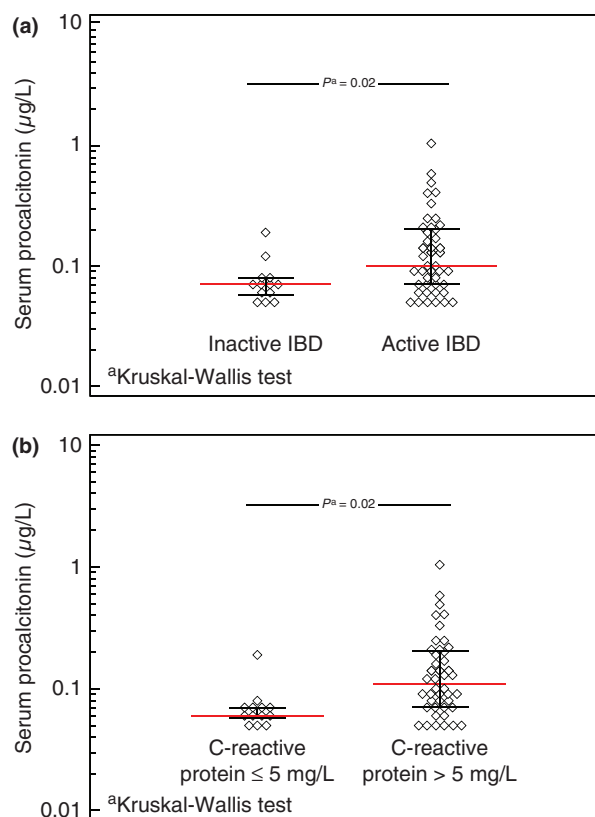 (a)
10
1
0.1
0.01
Serum procalcitonin (µg/L)
Pᵃ = 0.02
Inactive IBD
Active IBD
ᵃKruskal-Wallis test
(b)
10
1
0.1
0.01
Serum procalcitonin (µg/L)
Pᵃ = 0.02
C-reactive
protein ≤ 5 mg/L
C-reactive
protein > 5 mg/L
ᵃKruskal-Wallis test